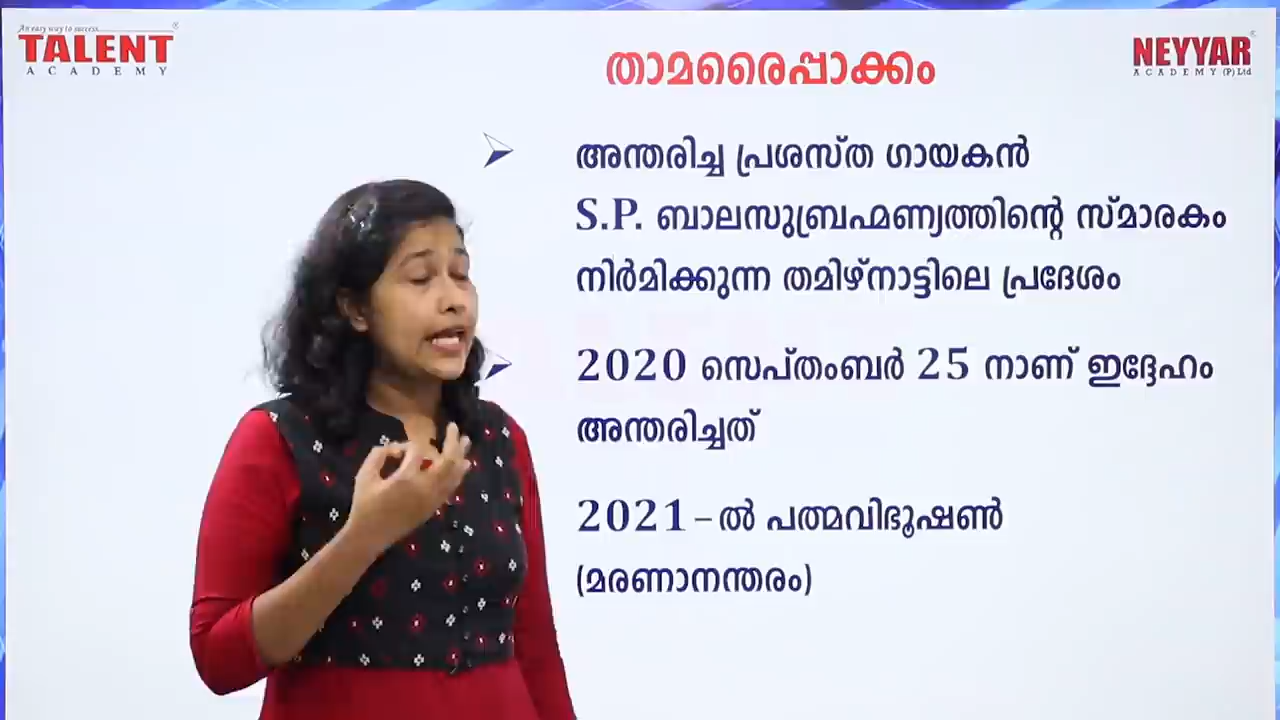 An easy way to success
TALENT
ACADEMY
NEYYAR
ACADEMY (P) Ltd
താമരൈപ്പാക്കം
അന്തരിച്ച പ്രശസ്ത ഗായകൻ
S.P. ബാലസുബ്രഹ്മണ്യത്തിന്റെ സ്മാരകം
നിർമിക്കുന്ന തമിഴ്നാട്ടിലെ പ്രദേശം
2020 സെപ്തംബർ 25 നാണ് ഇദ്ദേഹം
അന്തരിച്ചത്
2021-ൽ പത്മവിഭൂഷൺ
(മരണാനന്തരം)